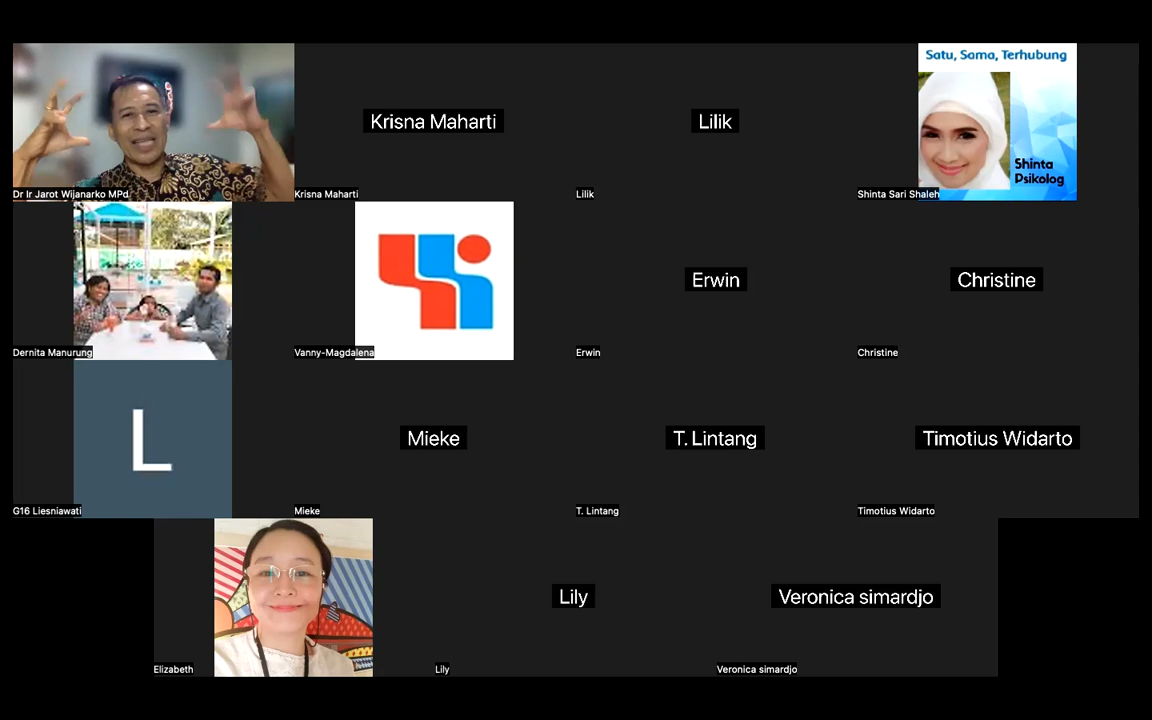 Krisna Maharti
Lilik
Satu, Sama, Terhubung
Shinta
Psikolog
Dr Ir Jarot Wijanarko MPd
Krisna Maharti
Lilik
Shinta Sari Shaleh
Erwin
Christine
Dernita Manurung
Vanny-Magdalena
Erwin
Christine
L
Mieke
T. Lintang
Timotius Widarto
G16 Liesniawati
Mieke
T. Lintang
Timotius Widarto
Lily
Veronica simardjo
Elizabeth
Lily
Veronica simardjo